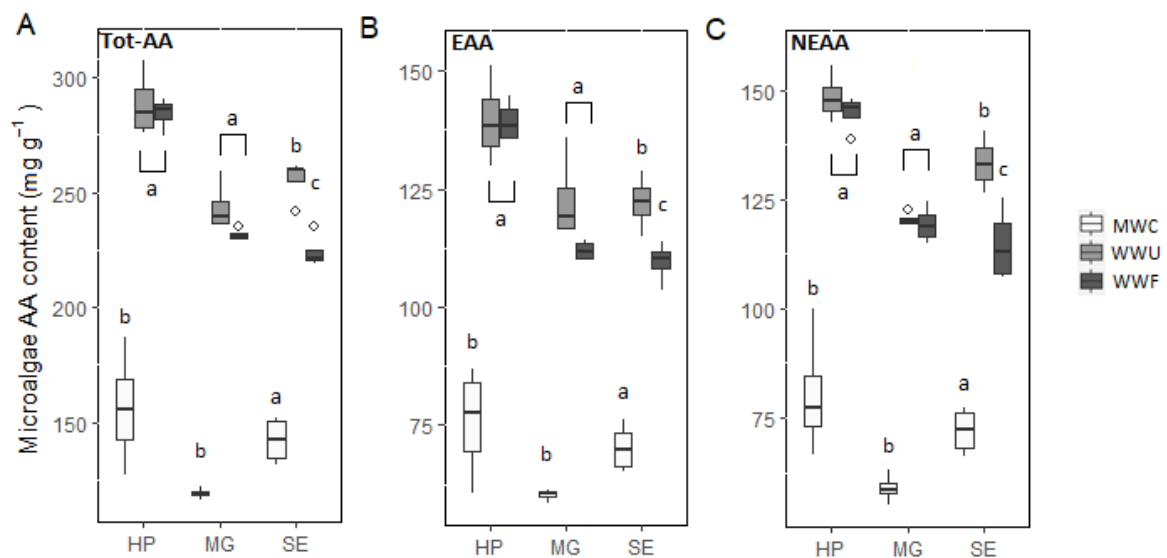 A
Tot-AA
Microalgae AA content (mg g⁻¹ )
300
250
200
150
b
a
b
a
a
b
c
HP MG SE
B
EAA
150
125
100
75
b
a
b
a
a
b
c
HP MG SE
C
NEAA
150
125
100
75
b
a
b
a
a
b
c
HP MG SE
MWC
WWU
WWF